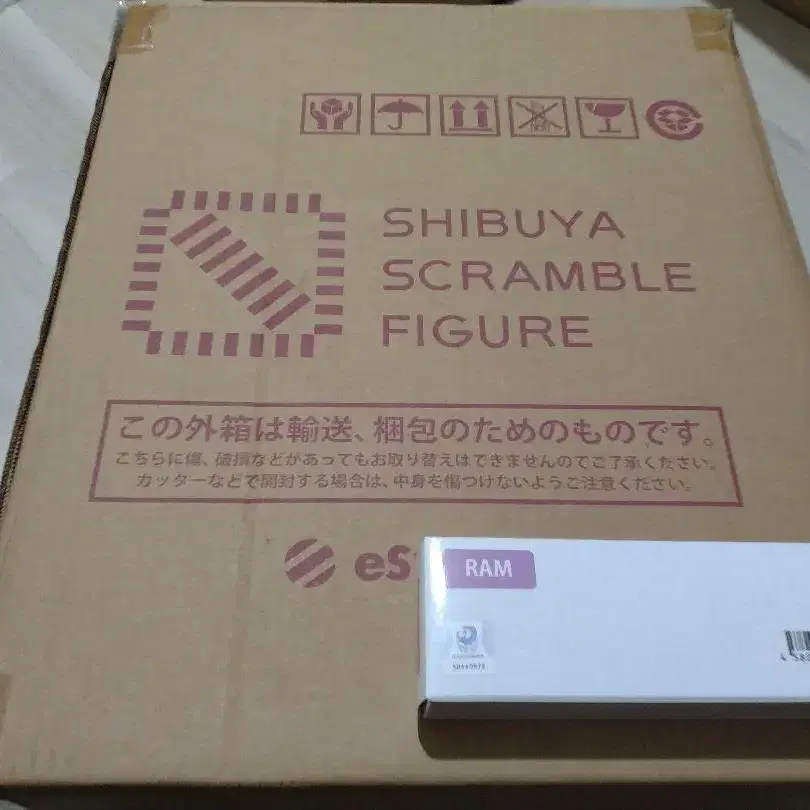 SHIBUYA
SCRAMBLE
FIGURE
この外箱は輸送、梱包のためのものです。
こちらに傷、破損などがあってもお取り替えはできませんのでご了承ください。
カッターなどで開封する場合は、中身を傷つけないようご注意ください。
eS
RAM